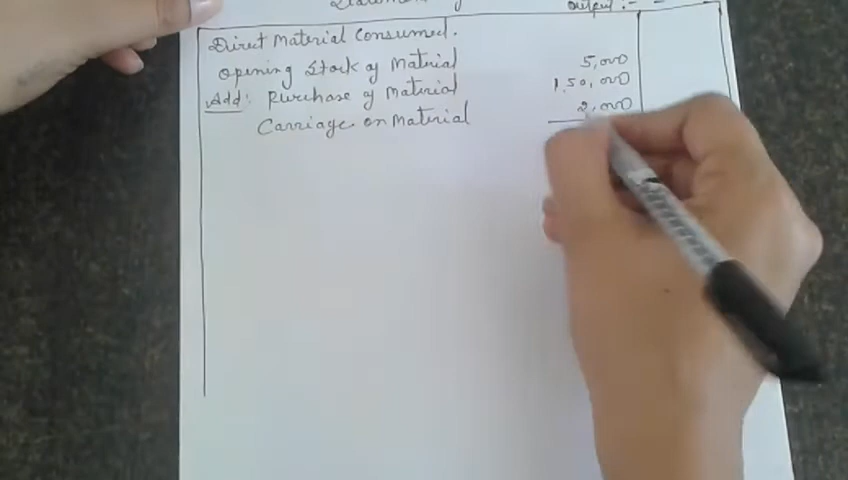 output :- -
Direct Material Consumed.
opening Stock of Material 5,000
Add: Purchase of Material 1,50,000
Carriage on Material 2,000